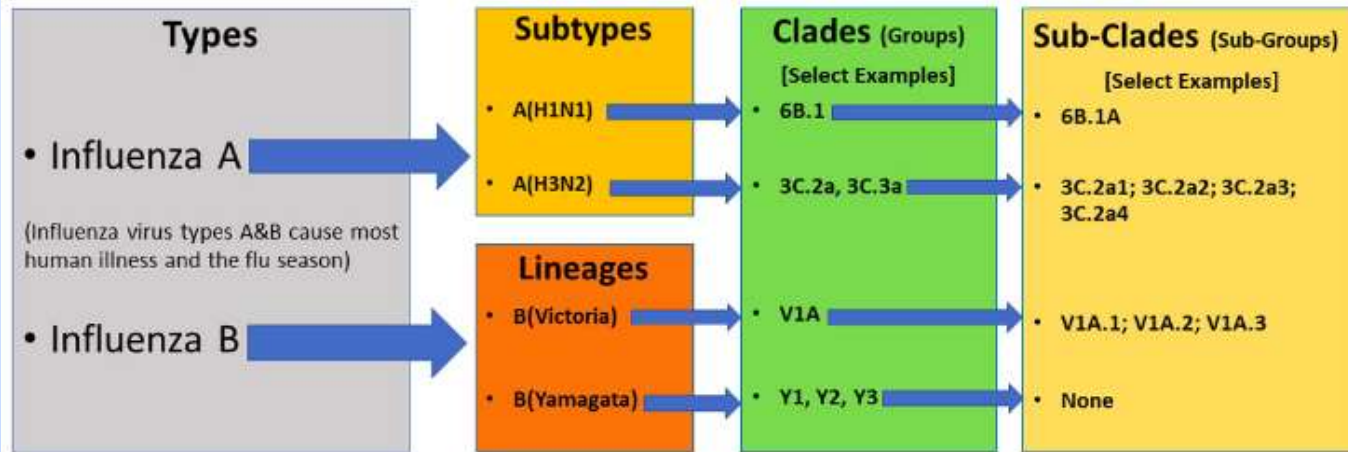 Types
• Influenza A
(Influenza virus types A&B cause most
human illness and the flu season)
• Influenza B
Subtypes
• A(H1N1)
• A(H3N2)
Lineages
• B(Victoria)
• B(Yamagata)
Clades (Groups)
[Select Examples]
• 6B.1
• 3C.2a, 3C.3a
• V1A
• Y1, Y2, Y3
Sub-Clades (Sub-Groups)
[Select Examples]
• 6B.1A
• 3C.2a1; 3C.2a2; 3C.2a3;
3C.2a4
• V1A.1; V1A.2; V1A.3
• None